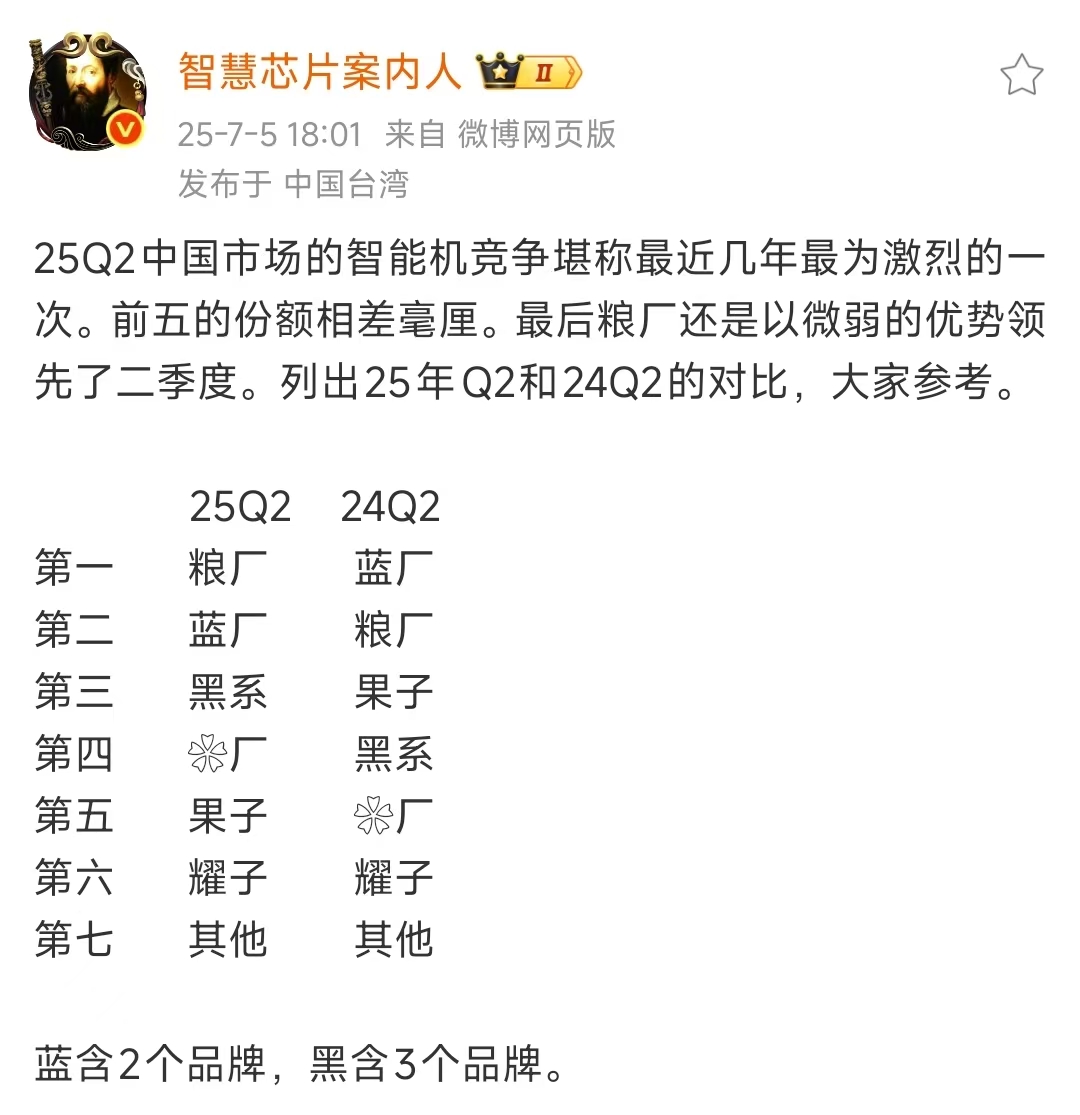 智慧芯片案内人 II
25-7-5 18:01 来自 微博网页版
发布于 中国台湾
25Q2中国市场的智能机竞争堪称最近几年最为激烈的一
次。前五的份额相差毫厘。最后粮厂还是以微弱的优势领
先了二季度。列出25年Q2和24Q2的对比，大家参考。
25Q2 24Q2
第一 粮厂 蓝厂
第二 蓝厂 粮厂
第三 黑系 果子
第四 ꕥ厂 黑系
第五 果子 ꕥ厂
第六 耀子 耀子
第七 其他 其他
蓝含2个品牌，黑含3个品牌。